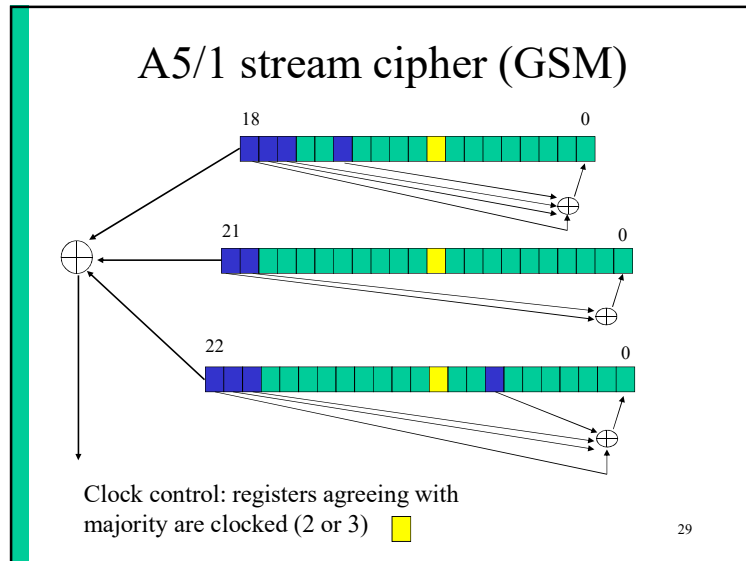 A5/1 stream cipher (GSM)
18 0
21 0
22 0
Clock control: registers agreeing with
majority are clocked (2 or 3)
29